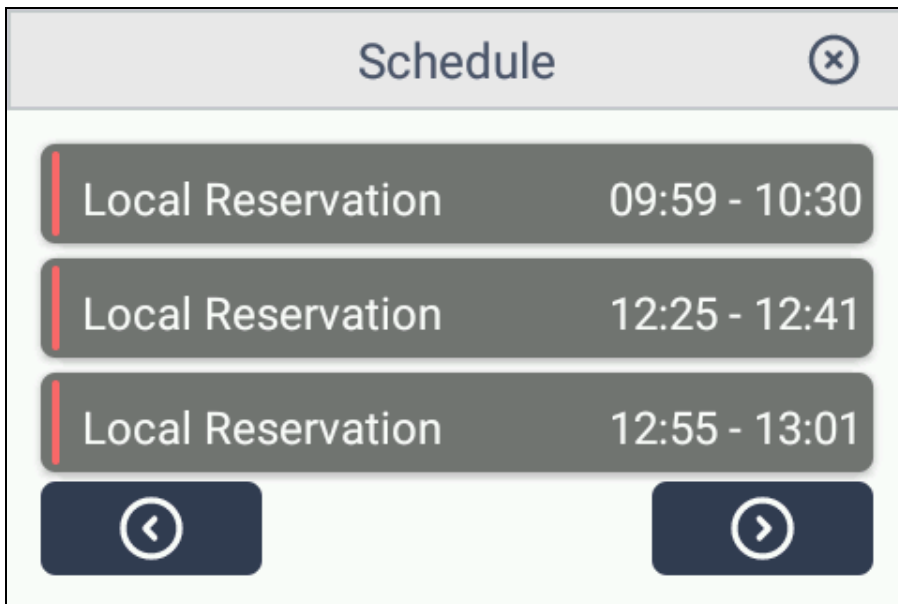 Schedule
Local Reservation 09:59 - 10:30
Local Reservation 12:25 - 12:41
Local Reservation 12:55 - 13:01